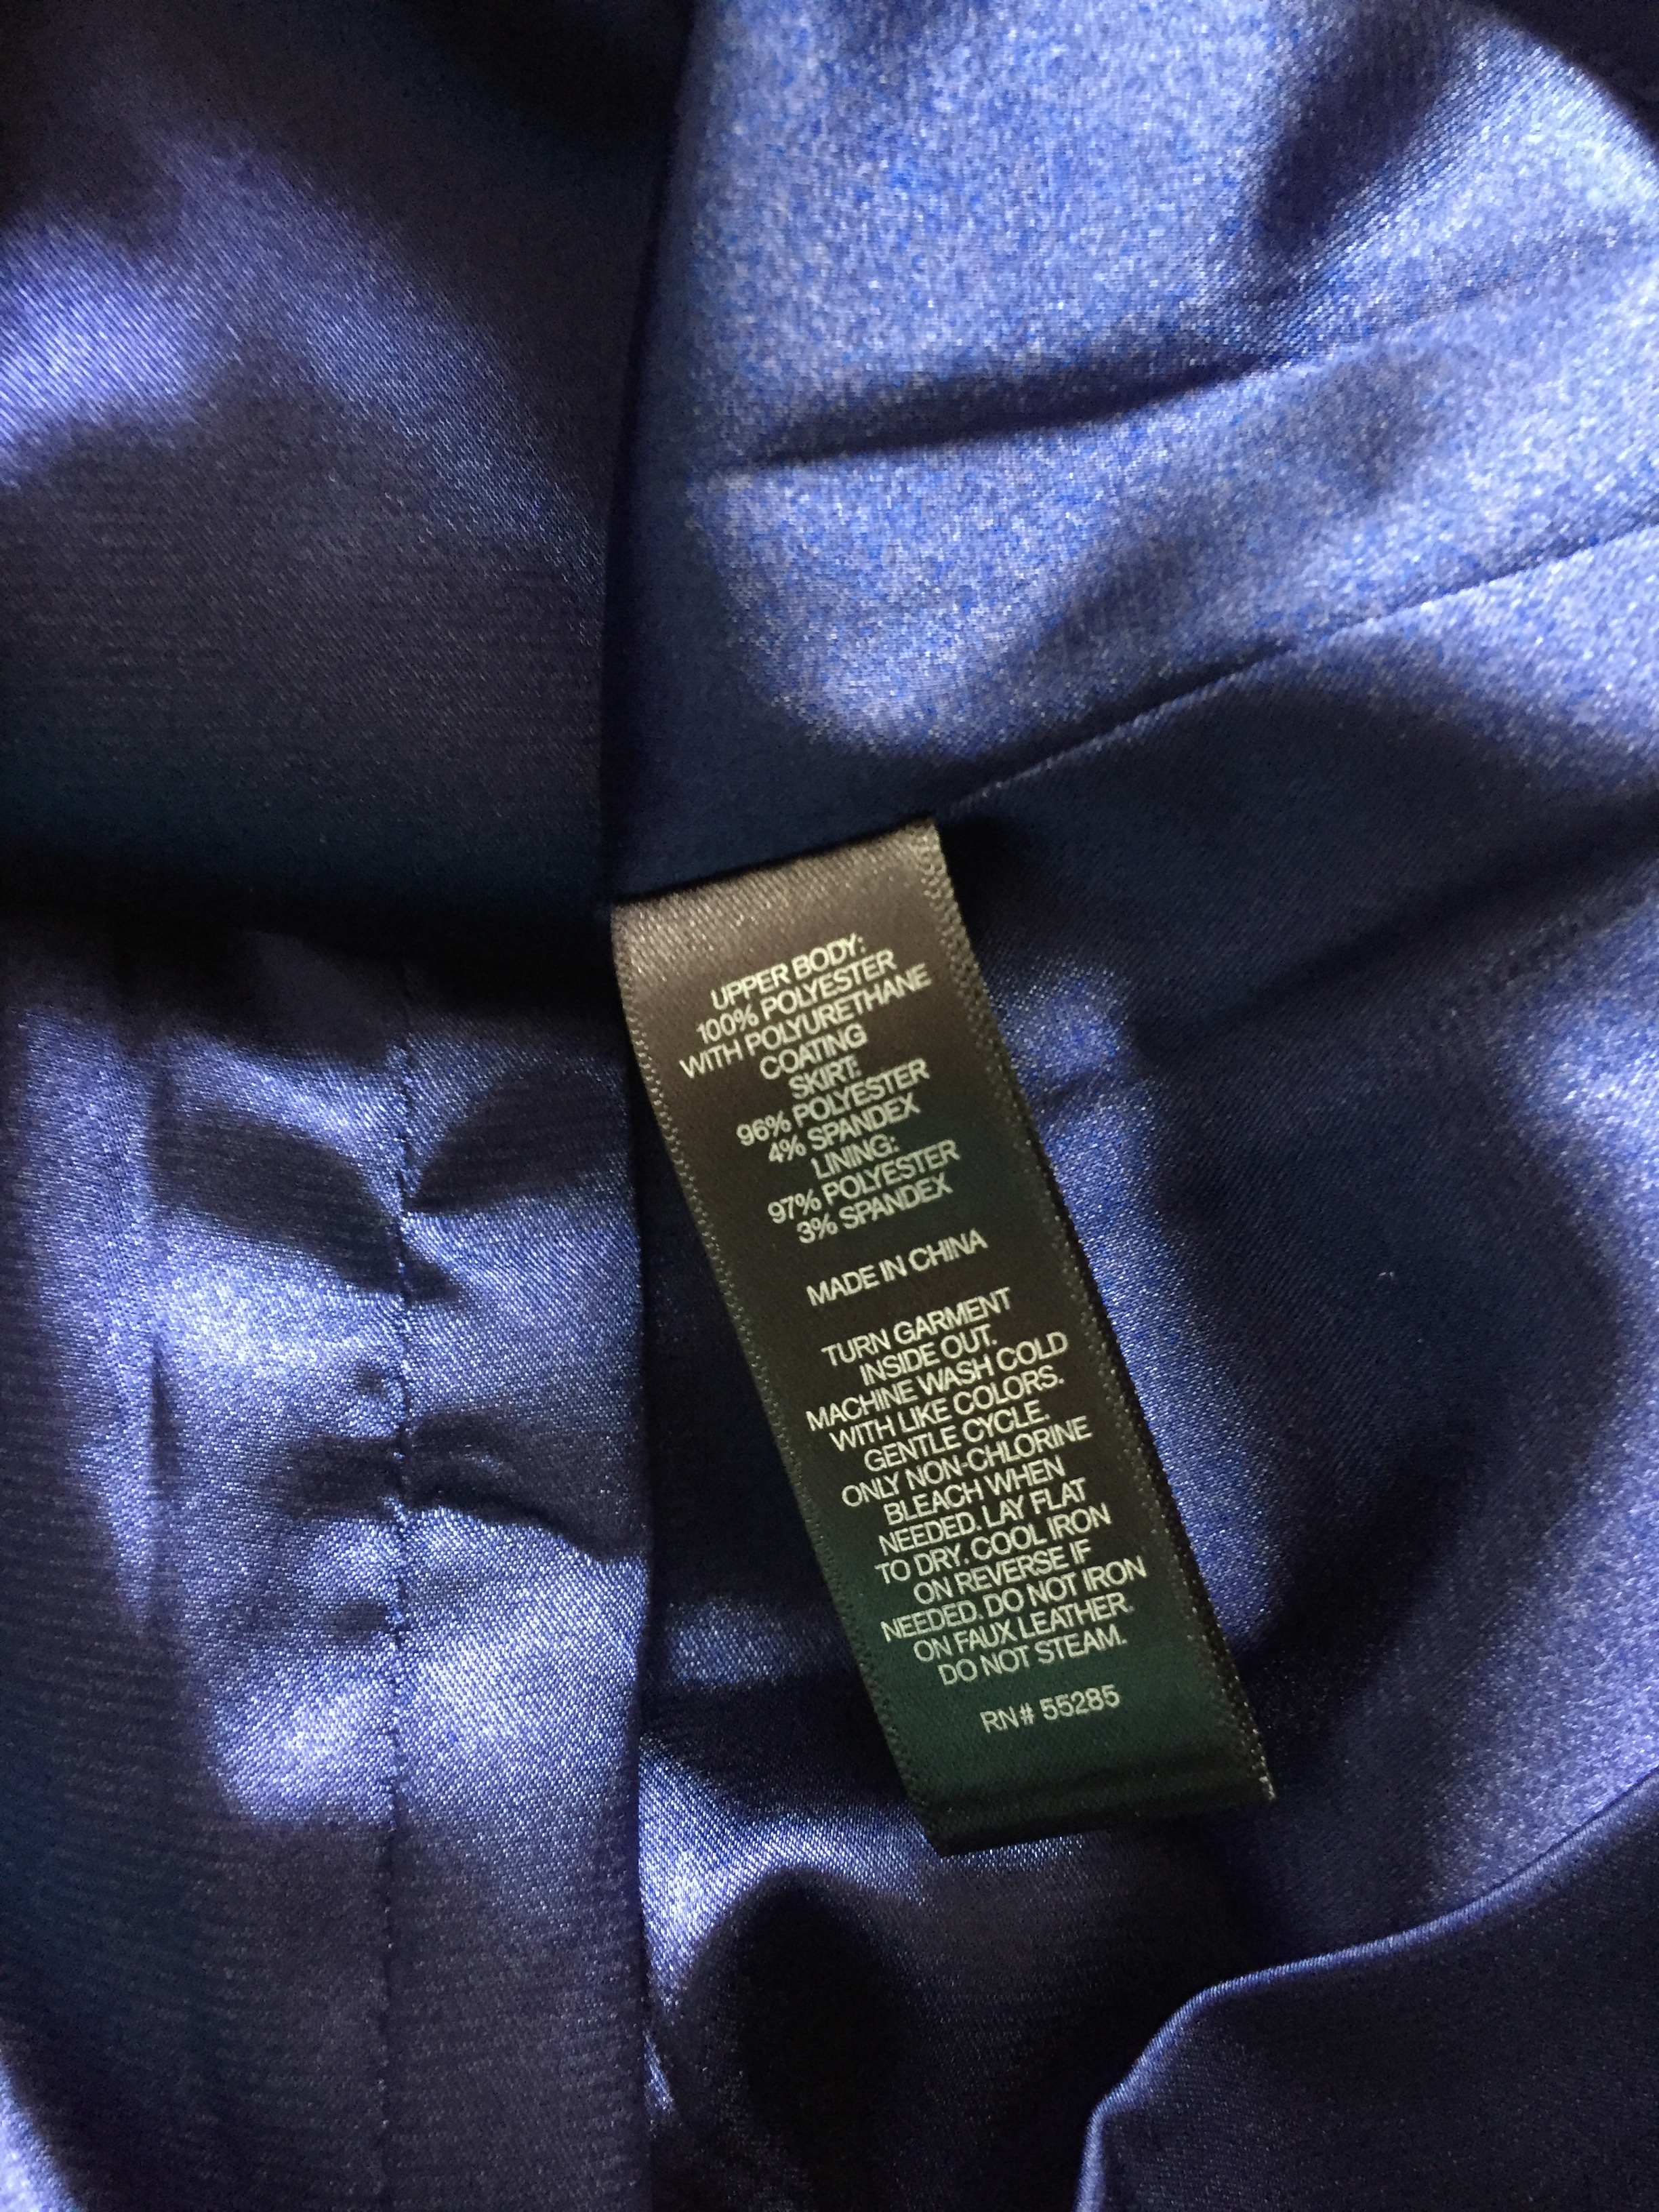 UPPER BODY:
100% POLYESTER
WITH POLYURETHANE
COATING
SKIRT:
96% POLYESTER
4% SPANDEX
LINING:
97% POLYESTER
3% SPANDEX
MADE IN CHINA
TURN GARMENT
INSIDE OUT.
MACHINE WASH COLD
WITH LIKE COLORS.
GENTLE CYCLE.
ONLY NON-CHLORINE
BLEACH WHEN
NEEDED. LAY FLAT
TO DRY. COOL IRON
ON REVERSE IF
NEEDED. DO NOT IRON
ON FAUX LEATHER.
DO NOT STEAM.
RN# 55285